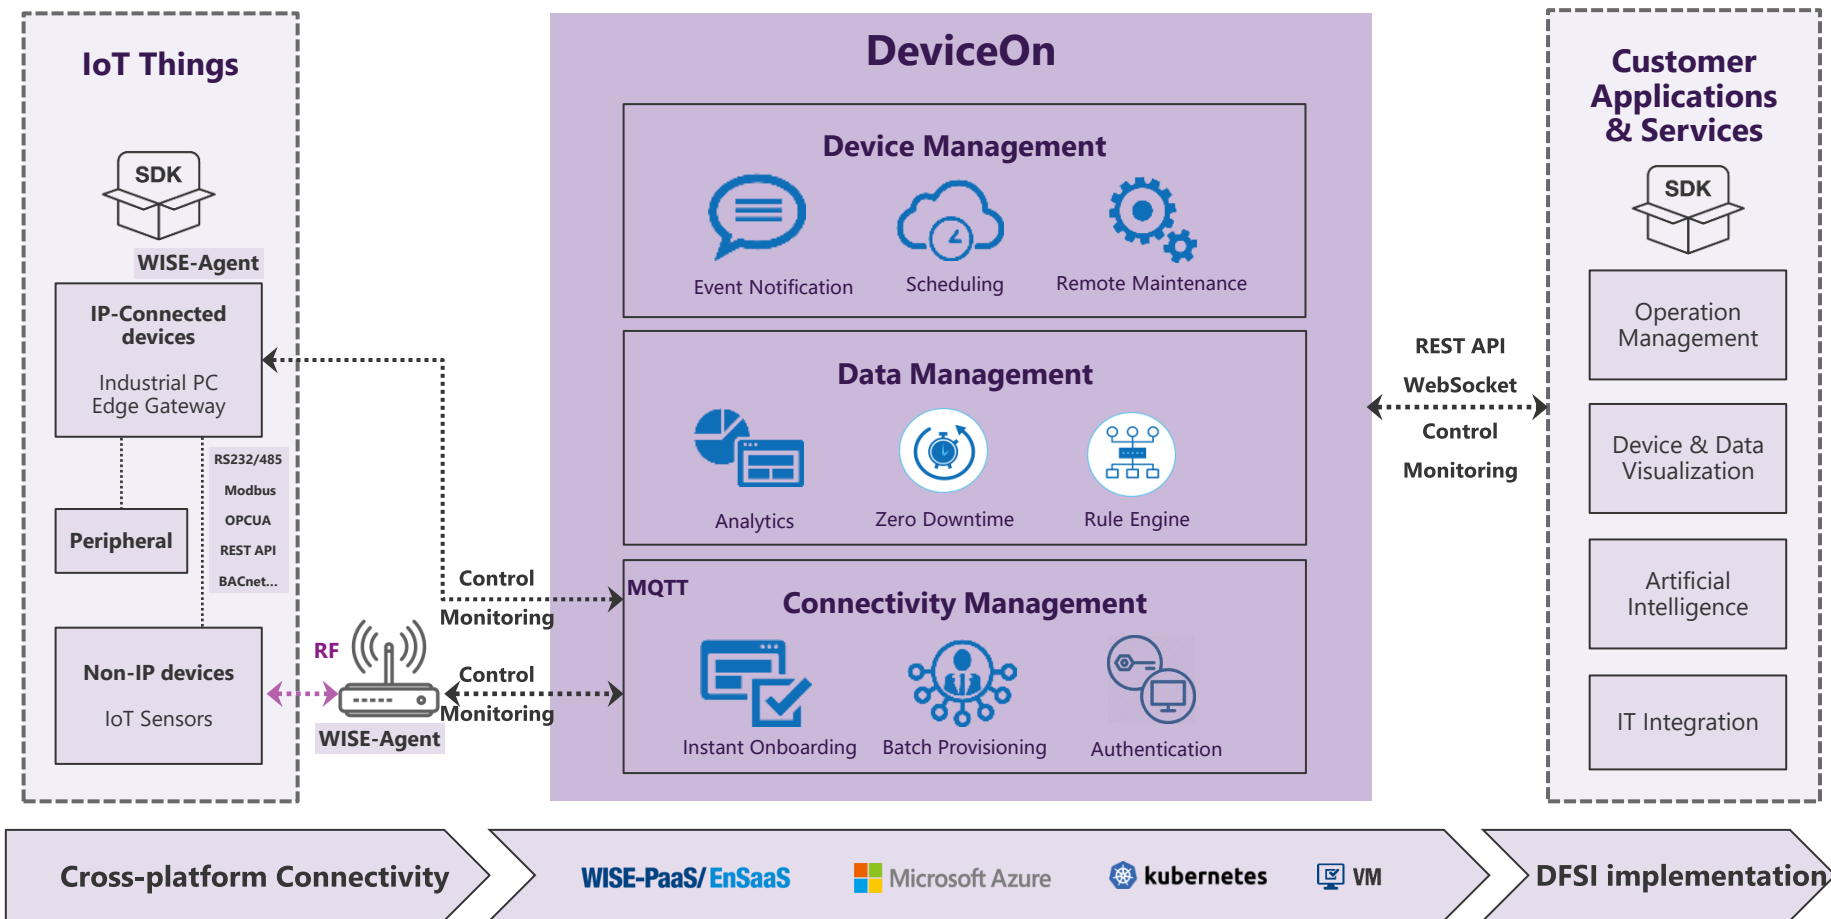 IoT Things
SDK
WISE-Agent
IP-Connected
devices
Industrial PC
Edge Gateway
RS232/485
Modbus
OPCUA
REST API
BACnet...
Peripheral
Non-IP devices
IoT Sensors
RF
WISE-Agent
Control
Monitoring
Control
Monitoring
DeviceOn
Device Management
Event Notification
Scheduling
Remote Maintenance
Data Management
Analytics
Zero Downtime
Rule Engine
MQTT
Connectivity Management
Instant Onboarding
Batch Provisioning
Authentication
REST API
WebSocket
Control
Monitoring
Customer
Applications
& Services
SDK
Operation
Management
Device & Data
Visualization
Artificial
Intelligence
IT Integration
Cross-platform Connectivity
WISE-PaaS/EnSaaS
Microsoft Azure
kubernetes
VM
DFSI implementation